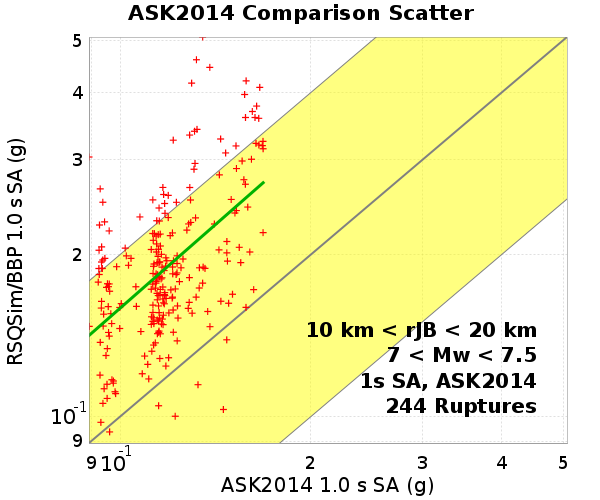 ASK2014 Comparison Scatter
RSQSim/BBP 1.0 s SA (g)
5
4
3
2
10⁻¹
9
10 km < rJB < 20 km
7 < Mw < 7.5
1s SA, ASK2014
244 Ruptures
9 10⁻¹ 2 3 4 5
ASK2014 1.0 s SA (g)